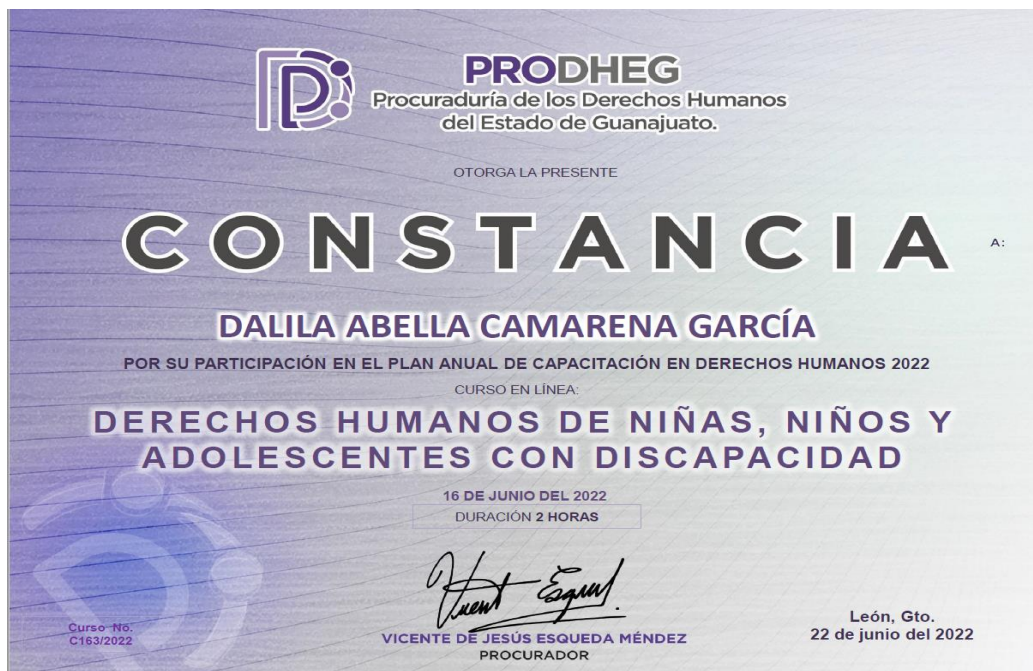 PRODHEG
Procuraduría de los Derechos Humanos
del Estado de Guanajuato.
OTORGA LA PRESENTE
CONSTANCIA A:
DALILA ABELLA CAMARENA GARCÍA
POR SU PARTICIPACIÓN EN EL PLAN ANUAL DE CAPACITACIÓN EN DERECHOS HUMANOS 2022
CURSO EN LÍNEA:
DERECHOS HUMANOS DE NIÑAS, NIÑOS Y
ADOLESCENTES CON DISCAPACIDAD
16 DE JUNIO DEL 2022
DURACIÓN 2 HORAS
Vicent Esque
VICENTE DE JESÚS ESQUEDA MÉNDEZ
PROCURADOR
Curso No.
C163/2022
León, Gto.
22 de junio del 2022